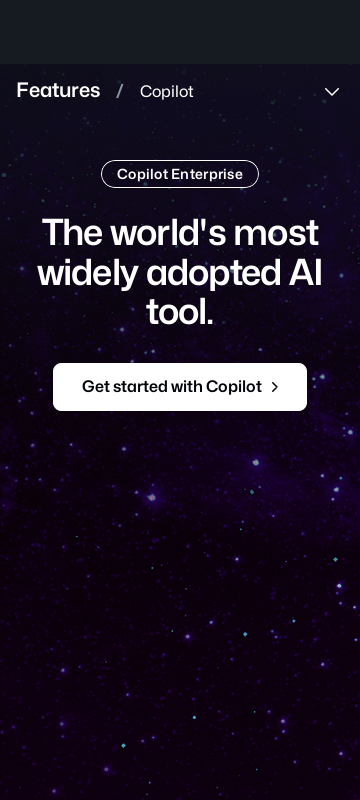 Features / Copilot
Copilot Enterprise
The world's most
widely adopted AI
tool.
Get started with Copilot